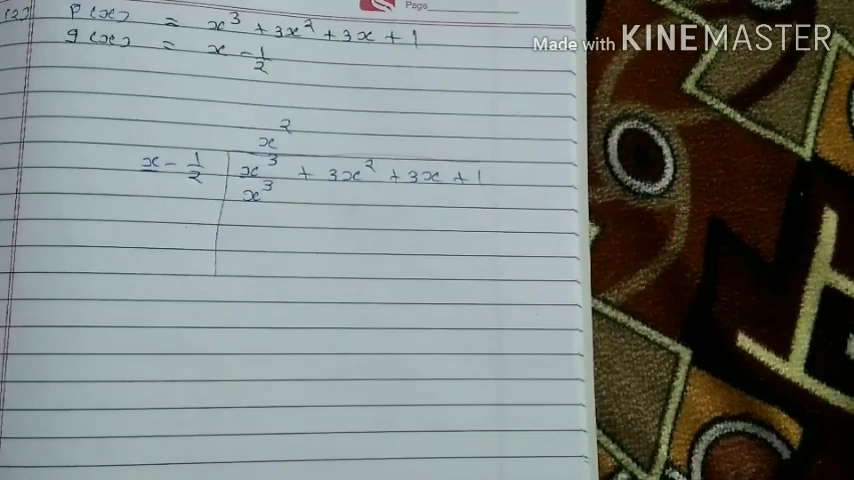 Page
(2) P(x) = x³ + 3x² + 3x + 1
g(x) = x - 1/2
Made with KINEMASTER
x²
x - 1/2 | x³ + 3x² + 3x + 1
x³